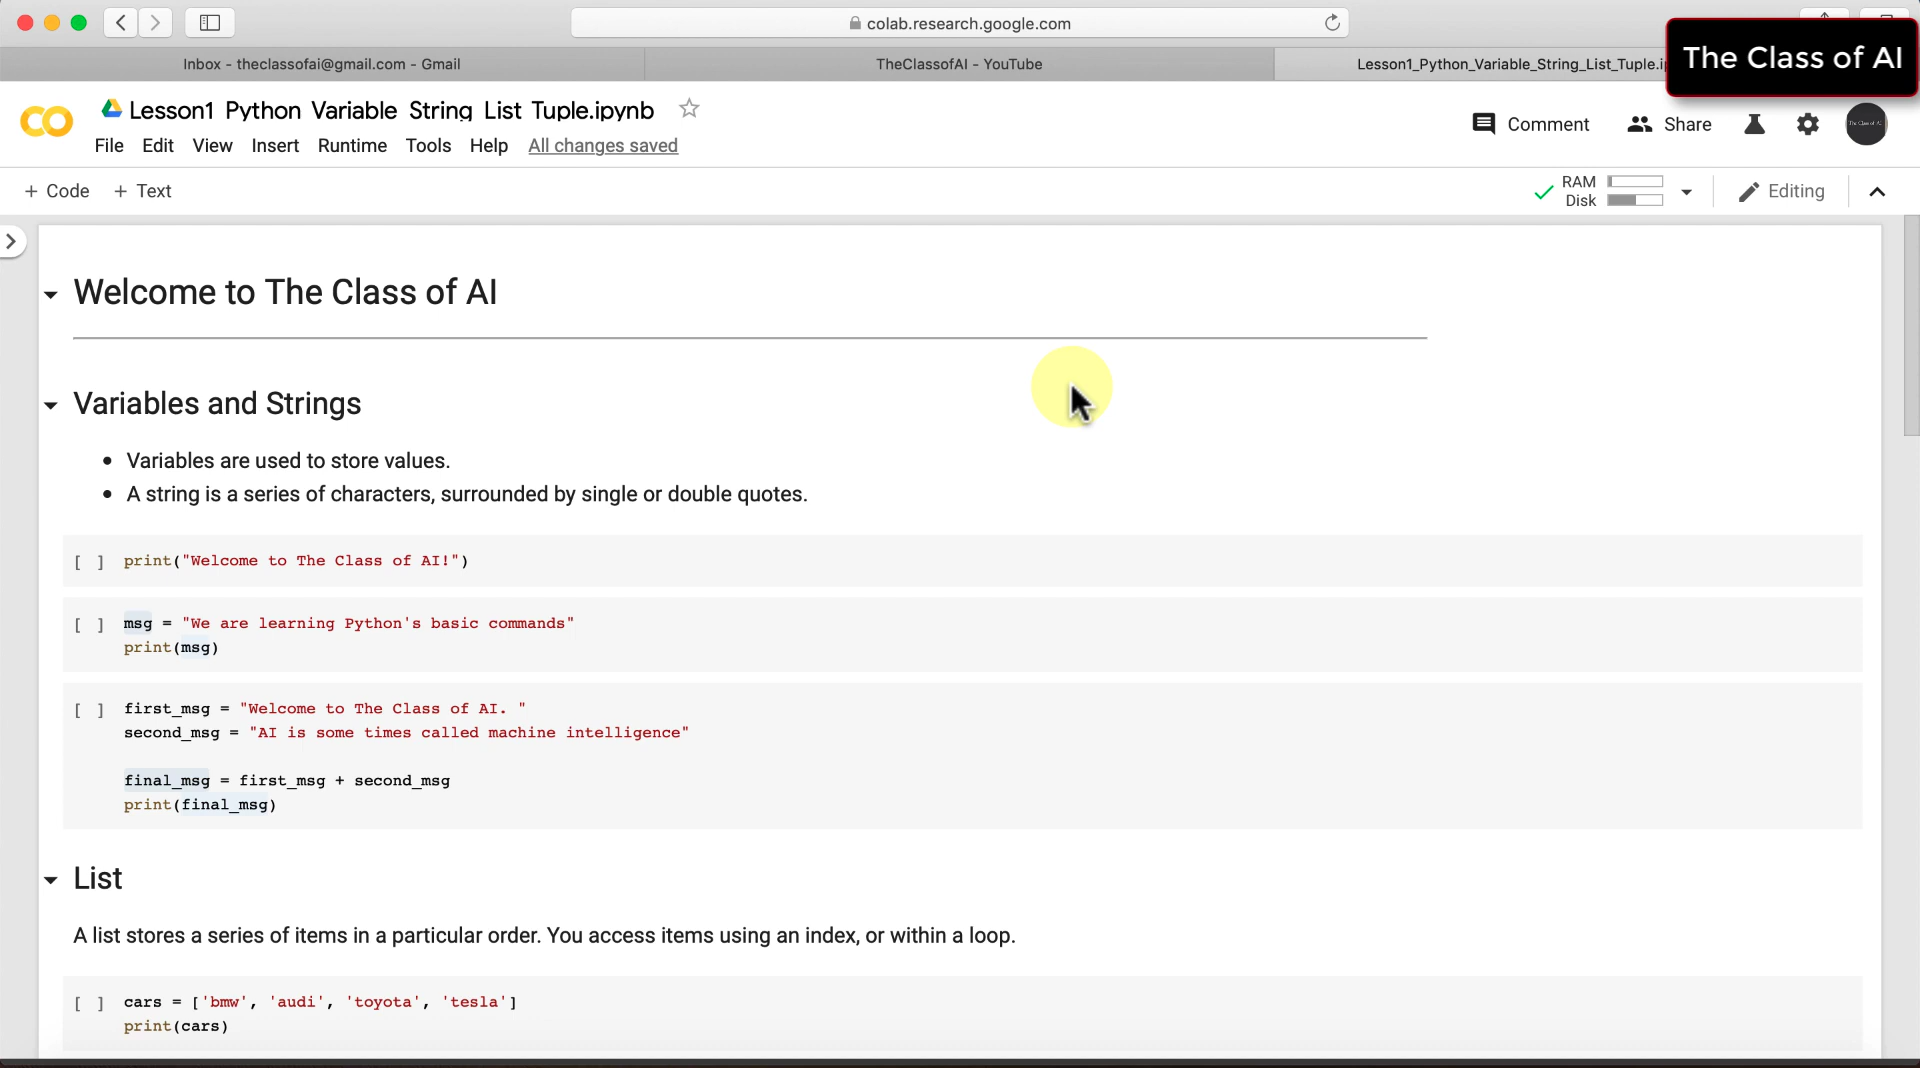 colab.research.google.com
Inbox - theclassofai@gmail.com - Gmail
TheClassofAI - YouTube
Lesson1_Python_Variable_String_List_Tuple.i
The Class of AI
Lesson1_Python_Variable_String_List_Tuple.ipynb
File Edit View Insert Runtime Tools Help All changes saved
Comment Share
+ Code + Text
RAM
Disk
Editing
Welcome to The Class of AI
Variables and Strings
• Variables are used to store values.
• A string is a series of characters, surrounded by single or double quotes.
[ ] print("Welcome to The Class of AI!")
[ ] msg = "We are learning Python's basic commands"
print(msg)
[ ] first_msg = "Welcome to The Class of AI. "
second_msg = "AI is some times called machine intelligence"
final_msg = first_msg + second_msg
print(final_msg)
List
A list stores a series of items in a particular order. You access items using an index, or within a loop.
[ ] cars = ['bmw', 'audi', 'toyota', 'tesla']
print(cars)